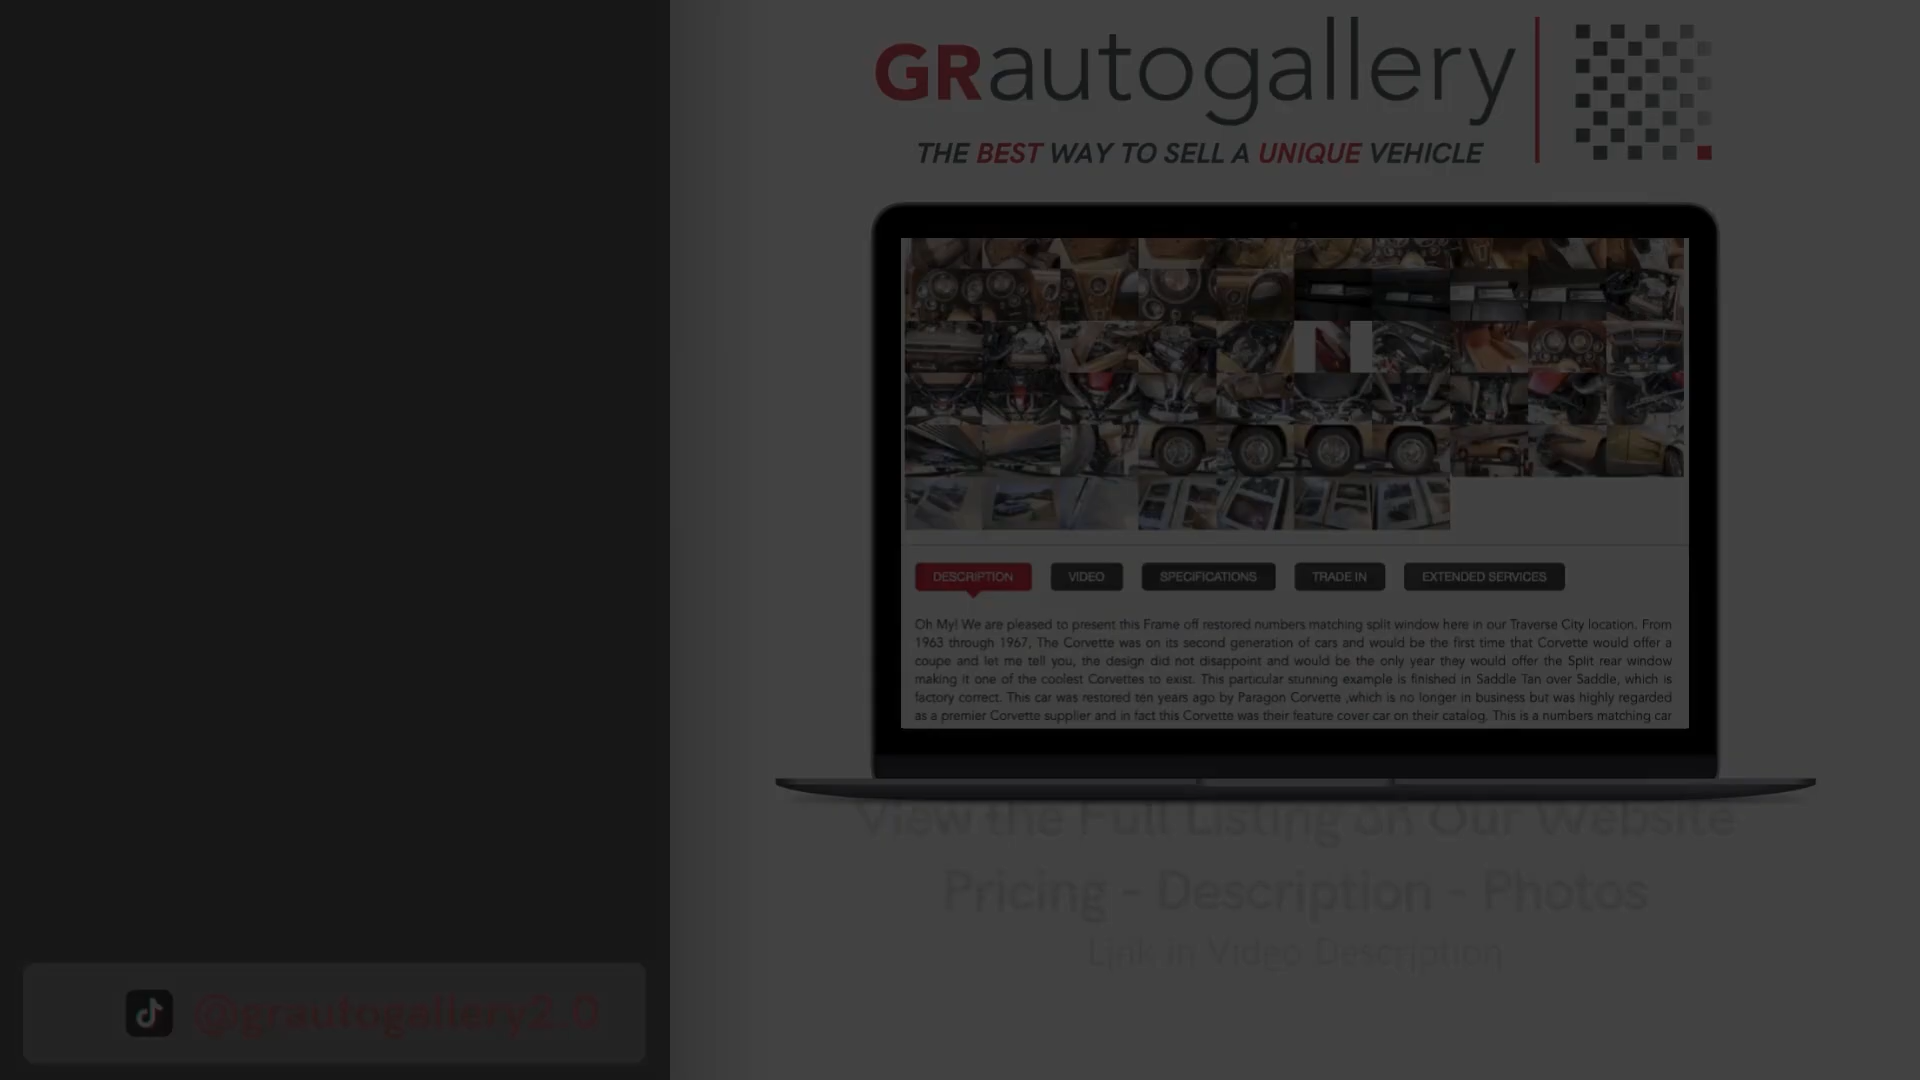 GRautogallery
THE BEST WAY TO SELL A UNIQUE VEHICLE
DESCRIPTION VIDEO SPECIFICATIONS TRADE IN EXTENDED SERVICES
Oh My! We are pleased to present this Frame off restored numbers matching split window here in our Traverse City location. From
1963 through 1967, The Corvette was on its second generation of cars and would be the first time that Corvette would offer a
coupe and let me tell you, the design did not disappoint and would be the only year they would offer the Split rear window
making it one of the coolest Corvettes to exist. This particular stunning example is finished in Saddle Tan over Saddle, which is
factory correct. This car was restored ten years ago by Paragon Corvette ,which is no longer in business but was highly regarded
as a premier Corvette supplier and in fact this Corvette was their feature cover car on their catalog. This is a numbers matching car
View the Full Listing on Our Website
Pricing - Description - Photos
Link in Video Description
@grautogallery2.0